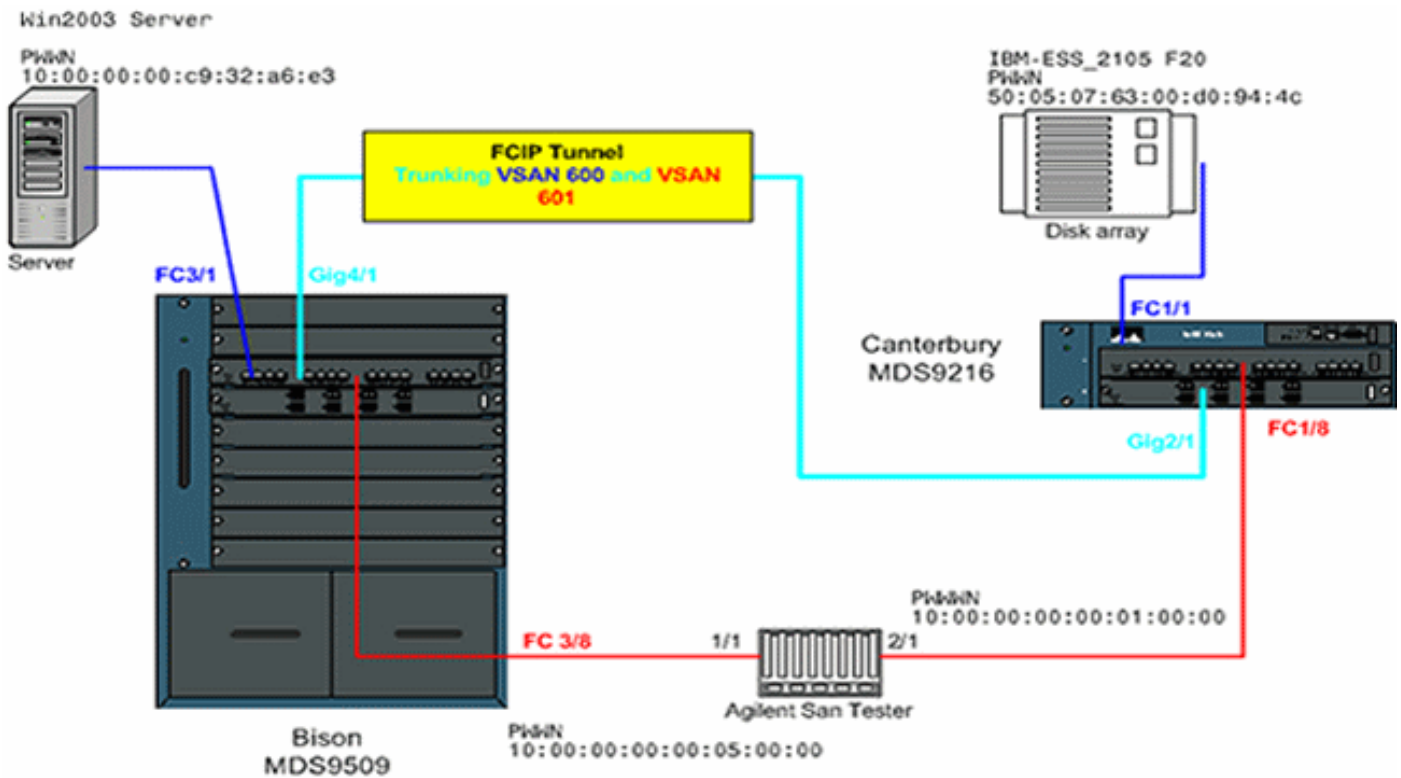 Win2003 Server
PWWN
10:00:00:00:c9:32:a6:e3
Server
IBM-ESS_2105 F20
PWWN
50:05:07:63:00:d0:94:4c
Disk array
FCIP Tunnel
Trunking VSAN 600 and VSAN
601
FC3/1
Gig4/1
FC1/1
Canterbury
MDS9216
Gig2/1
FC1/8
PWWWN
10:00:00:00:00:01:00:00
FC 3/8
1/1
2/1
Agilent San Tester
Bison
MDS9509
PWWN
10:00:00:00:00:05:00:00